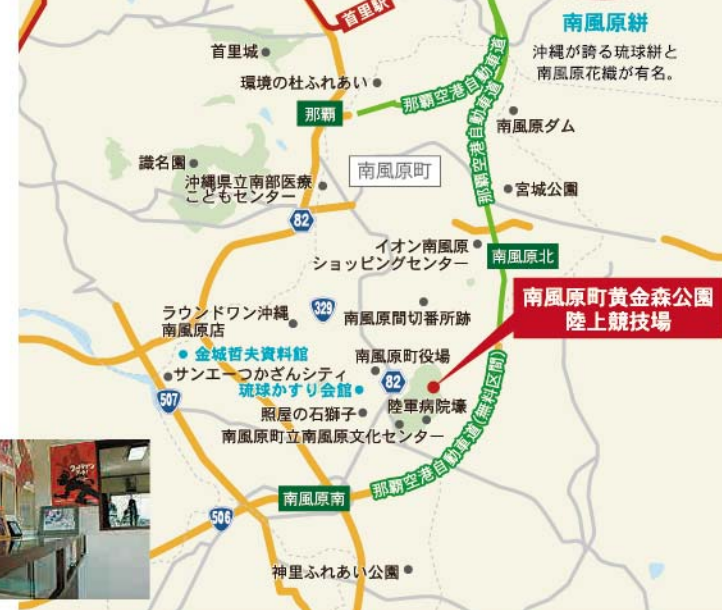 首里駅
82
南風原絣
沖縄が誇る琉球絣と
南風原花織が有名。
首里城
環境の杜ふれあい
那覇
那覇空港自動車道
那覇空港自動車道
南風原ダム
識名園
沖縄県立南部医療
こどもセンター
南風原町
宮城公園
82
イオン南風原
ショッピングセンター
南風原北
南風原町黄金森公園
陸上競技場
329
ラウンドワン沖縄
南風原店
南風原間切番所跡
金城哲夫資料館
南風原町役場
サンエーつかざんシティ
82
琉球かすり会館
507
照屋の石獅子
陸軍病院壕
南風原町立南風原文化センター
那覇空港自動車道(無料区間)
南風原南
506
神里ふれあい公園